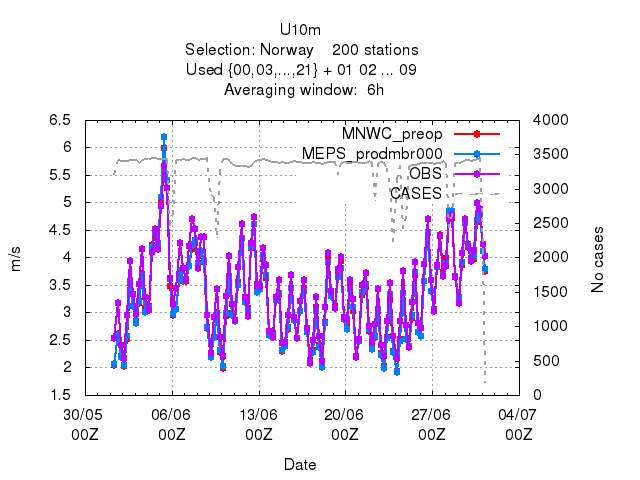 U10m
Selection: Norway 200 stations
Used {00,03,...,21} + 01 02 ... 09
Averaging window: 6h
6.5 4000
MNWC_preop
6 3500
MEPS_prodmbr000
5.5 3000
OBS
CASES
5 2500
4.5
4 2000
m/s No cases
3.5 1500
3 1000
2.5
2 500
1.5 0
30/05 06/06 13/06 20/06 27/06 04/07
00Z 00Z 00Z 00Z 00Z 00Z
Date